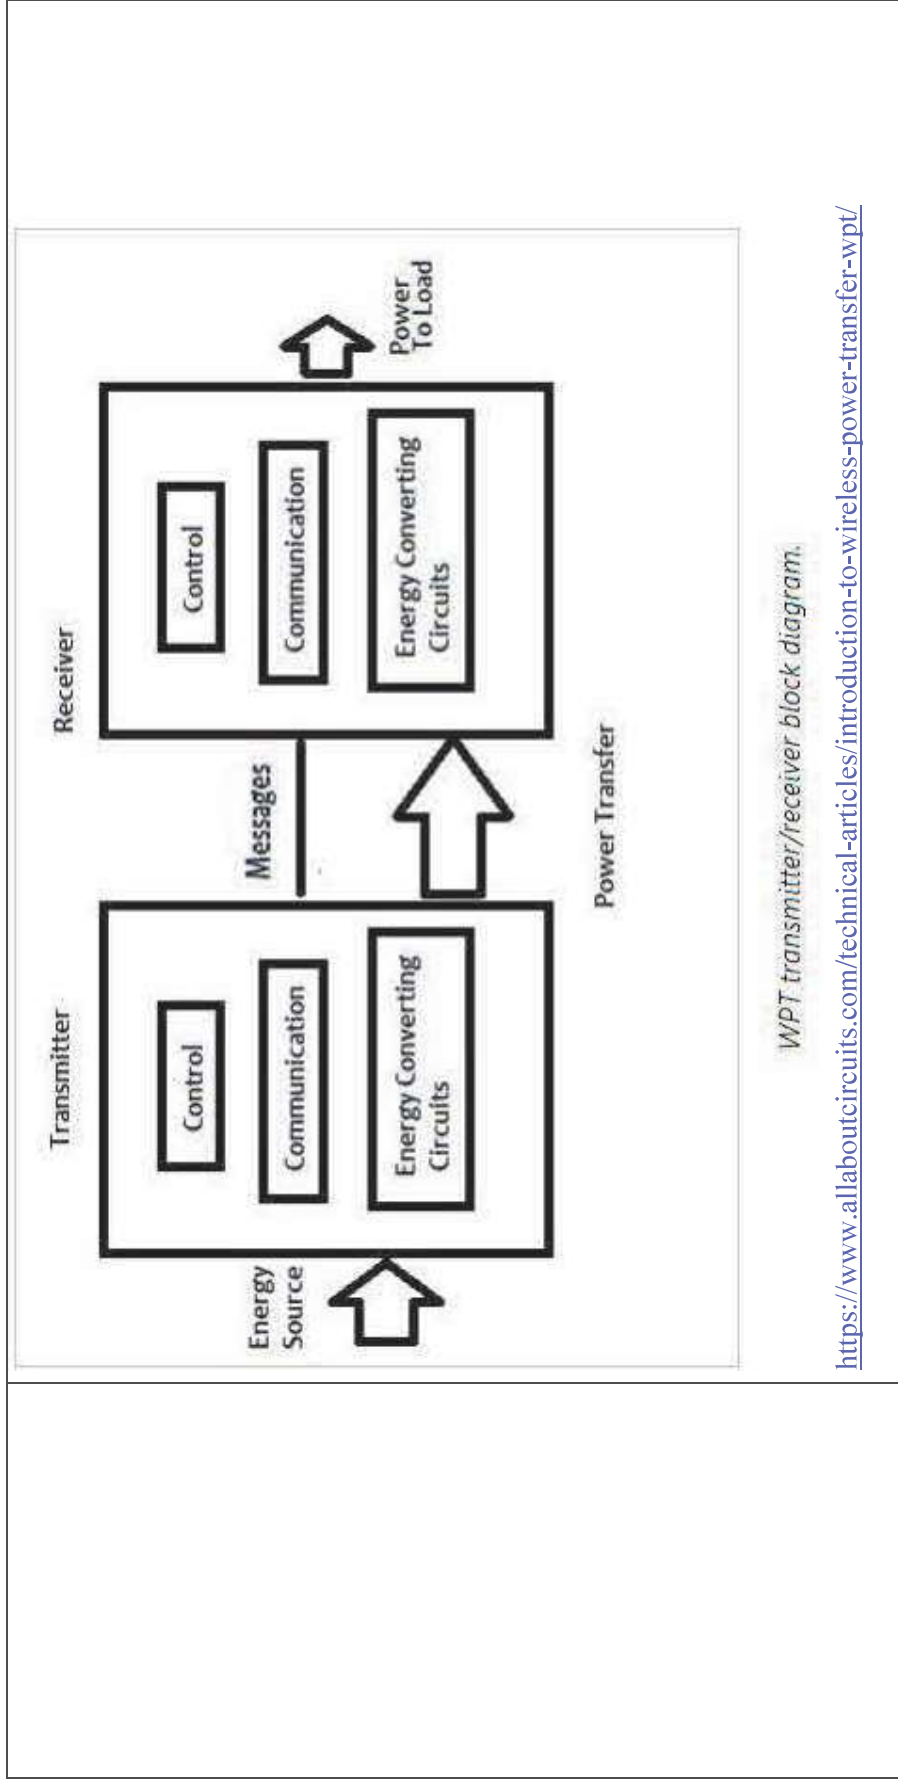 Transmitter
Receiver
Energy
Source
Control
Communication
Energy Converting
Circuits
Messages
Control
Communication
Energy Converting
Circuits
Power
To Load
Power Transfer
WPT transmitter/receiver block diagram.
https://www.allaboutcircuits.com/technical-articles/introduction-to-wireless-power-transfer-wpt/